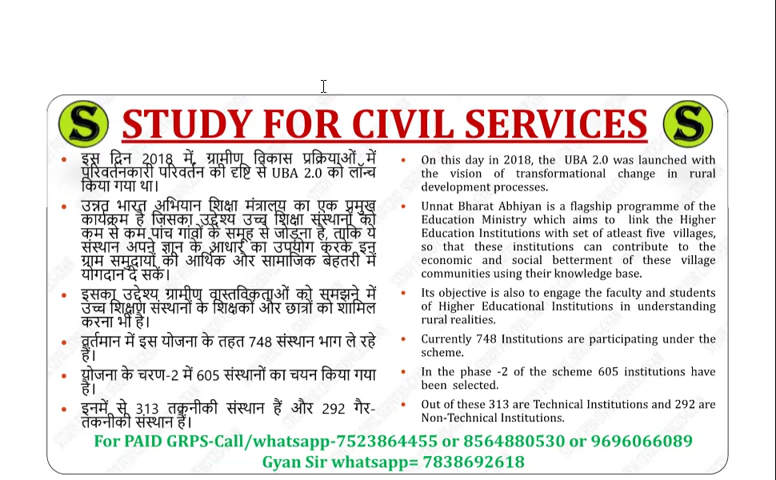 S STUDY FOR CIVIL SERVICES S
• इस दिन 2018 में, ग्रामीण विकास प्रक्रियाओं में
परिवर्तनकारी परिवर्तन की दृष्टि से UBA 2.0 को लॉन्च
किया गया था।
• उन्नत भारत अभियान शिक्षा मंत्रालय का एक प्रमुख
कार्यक्रम है जिसका उद्देश्य उच्च शिक्षा संस्थानों को
कम से कम पांच गांवों के समूह से जोड़ना है, ताकि ये
संस्थान अपने ज्ञान के आधार का उपयोग करके इन
ग्राम समुदायों की आर्थिक और सामाजिक बेहतरी में
योगदान दे सकें।
• इसका उद्देश्य ग्रामीण वास्तविकताओं को समझने में
उच्च शिक्षण संस्थानों के शिक्षकों और छात्रों को शामिल
करना भी है।
• वर्तमान में इस योजना के तहत 748 संस्थान भाग ले रहे
हैं।
• योजना के चरण-2 में 605 संस्थानों का चयन किया गया
है।
• इनमें से 313 तकनीकी संस्थान हैं और 292 गैर-
तकनीकी संस्थान हैं।
• On this day in 2018, the UBA 2.0 was launched with
the vision of transformational change in rural
development processes.
• Unnat Bharat Abhiyan is a flagship programme of the
Education Ministry which aims to link the Higher
Education Institutions with set of atleast five villages,
so that these institutions can contribute to the
economic and social betterment of these village
communities using their knowledge base.
• Its objective is also to engage the faculty and students
of Higher Educational Institutions in understanding
rural realities.
• Currently 748 Institutions are participating under the
scheme.
• In the phase -2 of the scheme 605 institutions have
been selected.
• Out of these 313 are Technical Institutions and 292 are
Non-Technical Institutions.
For PAID GRPS-Call/whatsapp-7523864455 or 8564880530 or 9696066089
Gyan Sir whatsapp= 7838692618